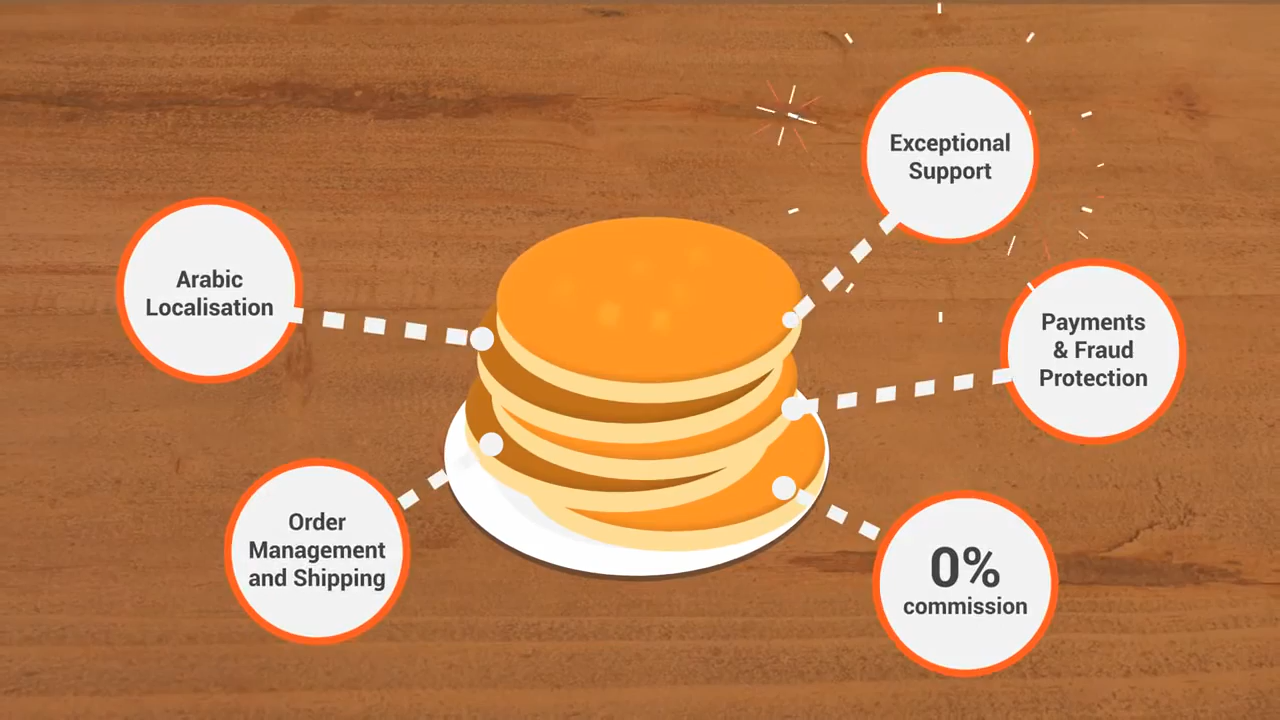 Exceptional
Support
Arabic
Localisation
Payments
& Fraud
Protection
Order
Management
and Shipping
0%
commission